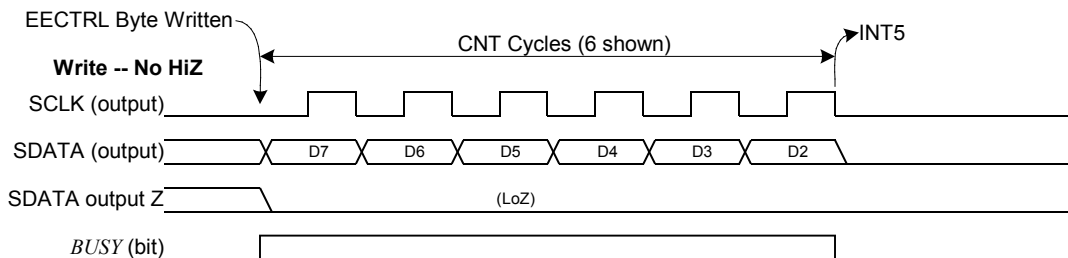 EECTRL Byte Written
CNT Cycles (6 shown)
INT5
Write -- No HiZ
SCLK (output)
SDATA (output)
D7 D6 D5 D4 D3 D2
SDATA output Z
(LoZ)
BUSY (bit)